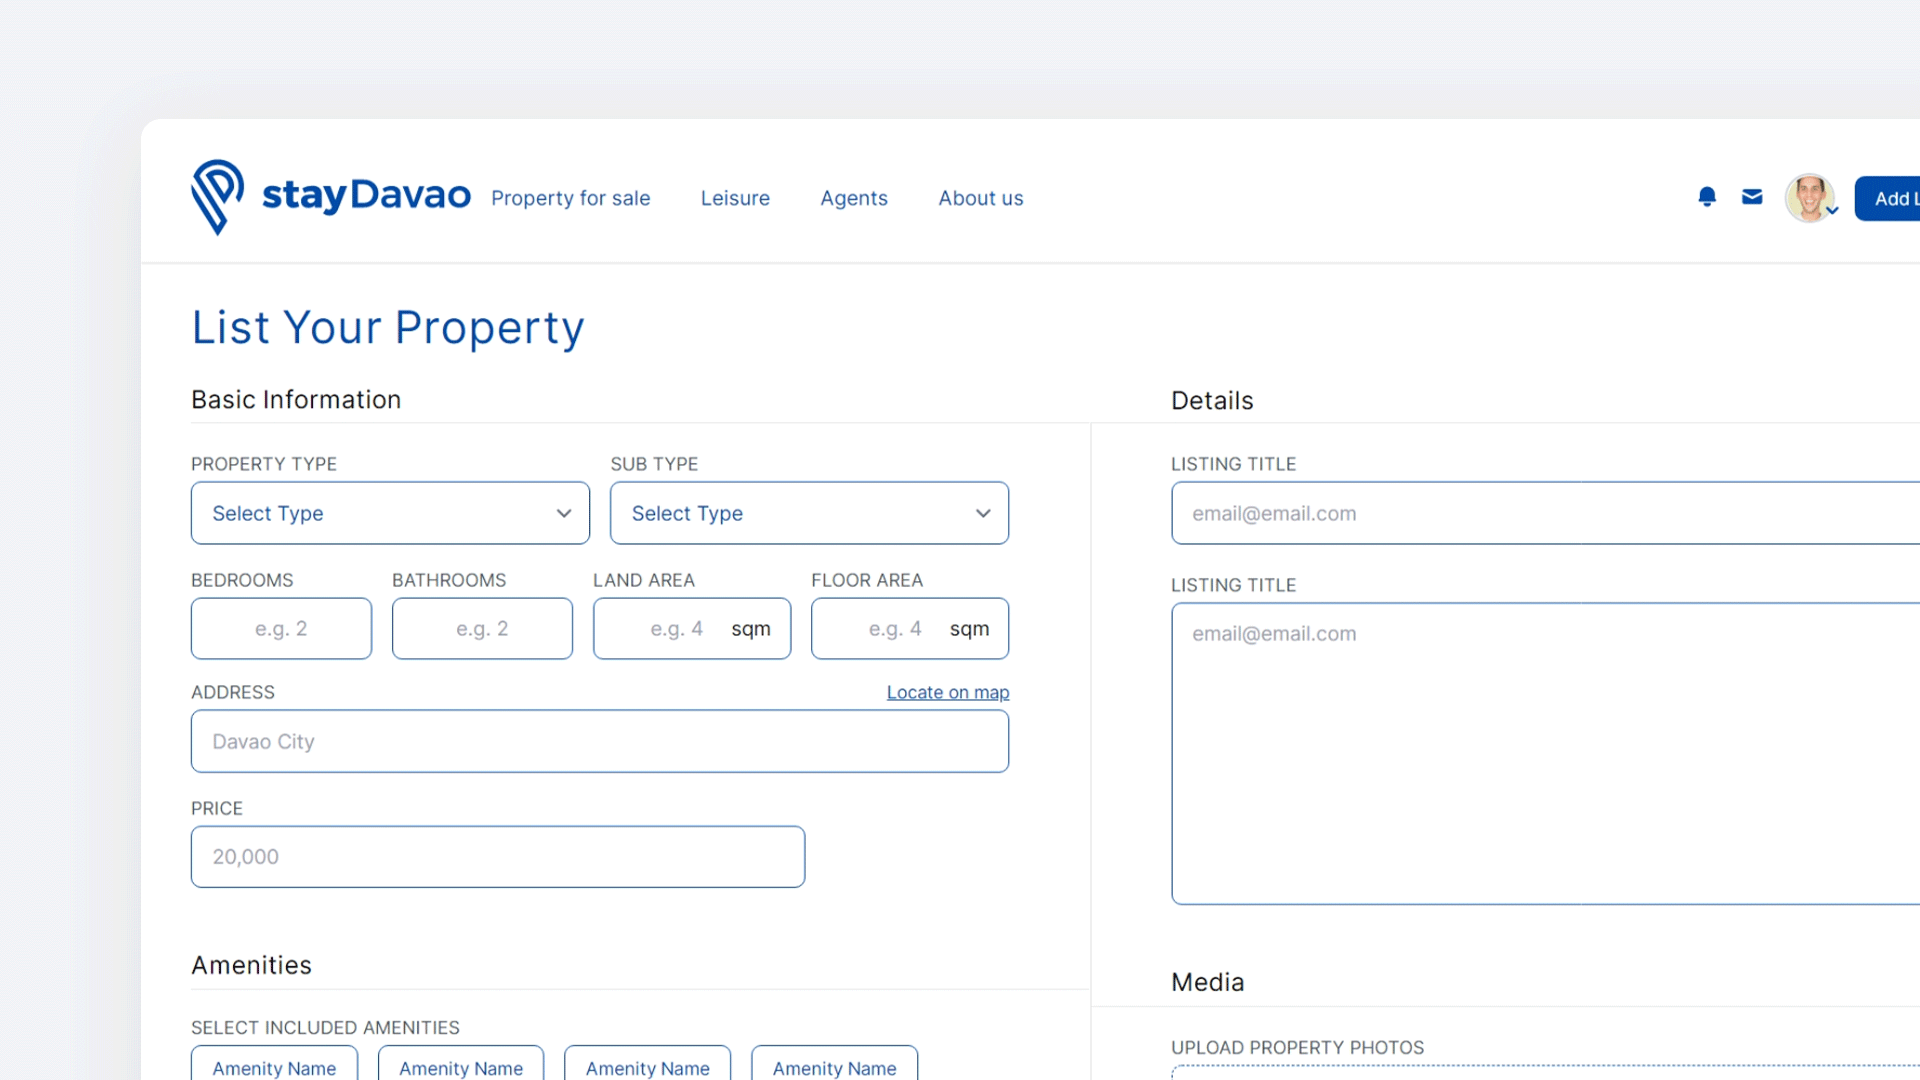 stayDavao
Property for sale
Leisure
Agents
About us
Add L
List Your Property
Basic Information
PROPERTY TYPE
SUB TYPE
Select Type
Select Type
BEDROOMS
BATHROOMS
LAND AREA
FLOOR AREA
e.g. 2
e.g. 2
e.g. 4 sqm
e.g. 4 sqm
ADDRESS
Locate on map
Davao City
PRICE
20,000
Amenities
SELECT INCLUDED AMENITIES
Amenity Name
Amenity Name
Amenity Name
Amenity Name
Details
LISTING TITLE
email@email.com
LISTING TITLE
email@email.com
Media
UPLOAD PROPERTY PHOTOS